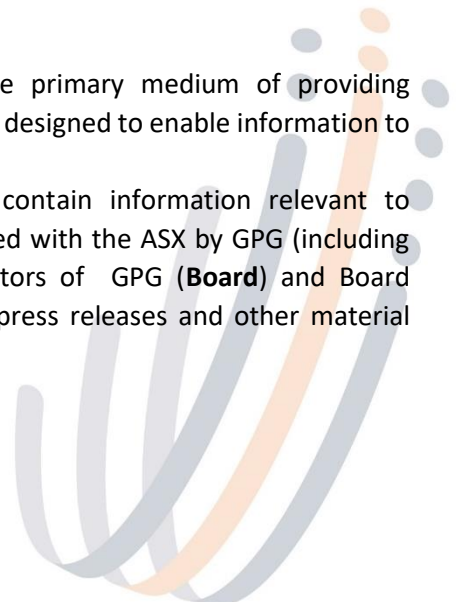 e primary medium of providing
designed to enable information to
contain information relevant to
ed with the ASX by GPG (including
tors of GPG (Board) and Board
press releases and other material